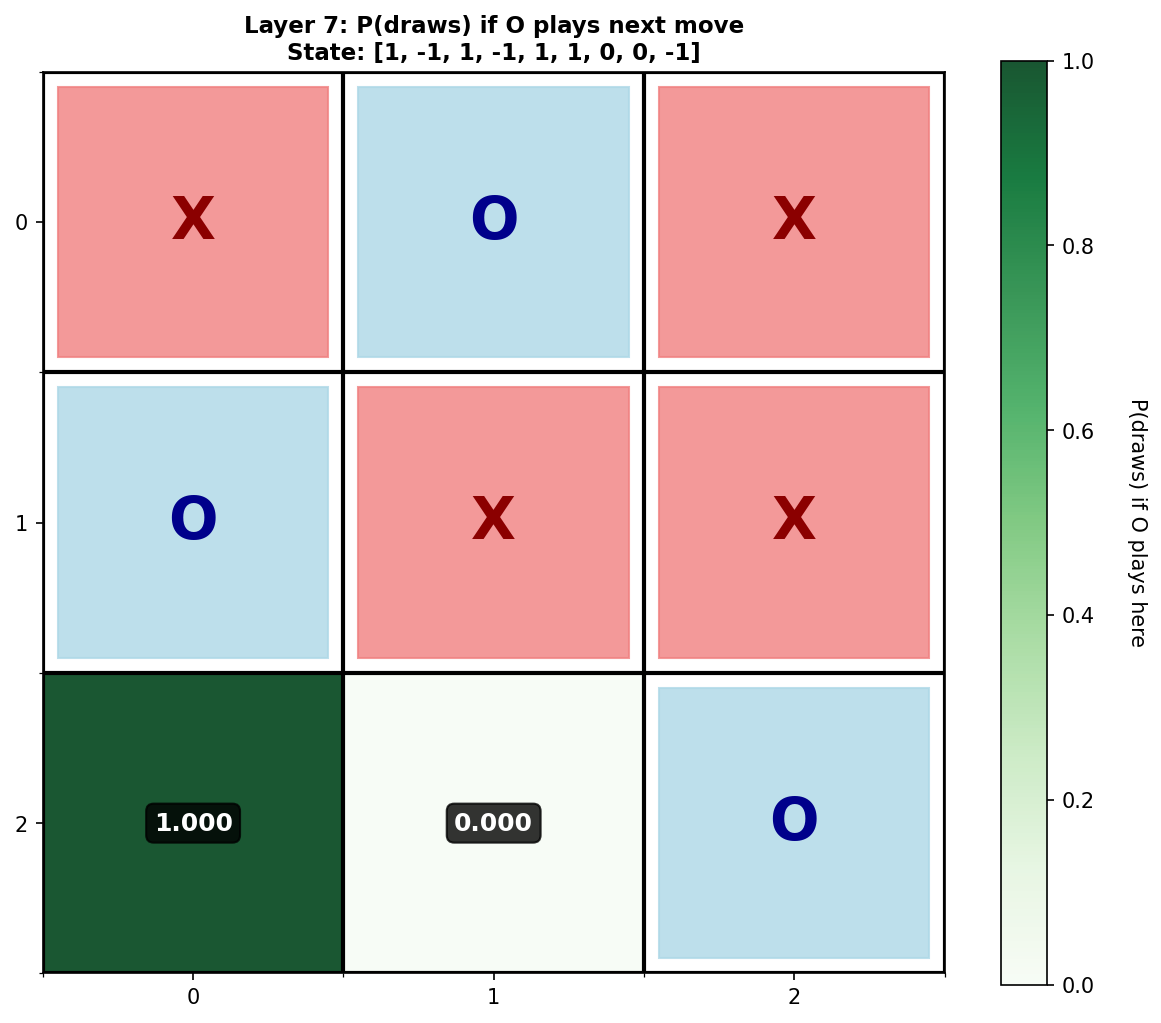 Layer 7: P(draws) if O plays next move
State: [1, -1, 1, -1, 1, 1, 0, 0, -1]
X O X
O X X
1.000 0.000 O
0
1
2
0 1 2
1.0
0.8
0.6
0.4
0.2
0.0
P(draws) if O plays here